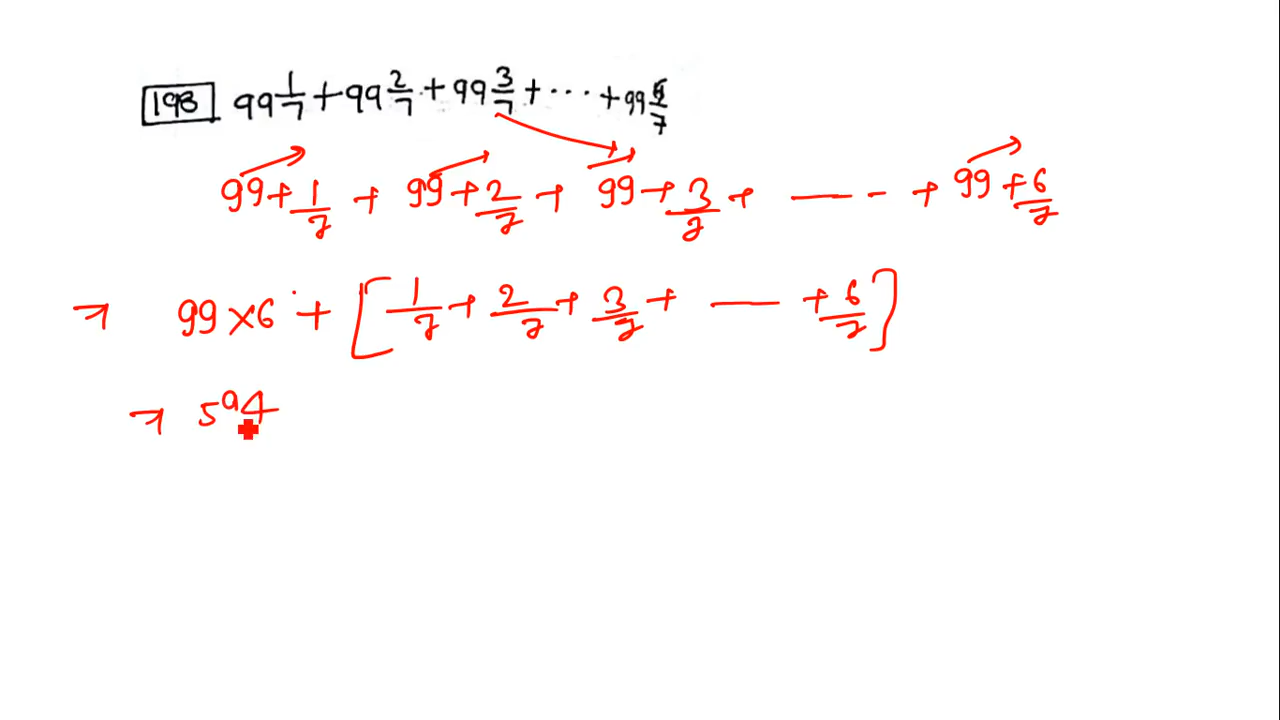 198 99 1/7 + 99 2/7 + 99 3/7 + ... + 99 6/7
99 + 1/7 + 99 + 2/7 + 99 + 3/7 + —— - + 99 + 6/7
→ 99 × 6 + [ 1/7 + 2/7 + 3/7 + —— + 6/7 ]
→ 594